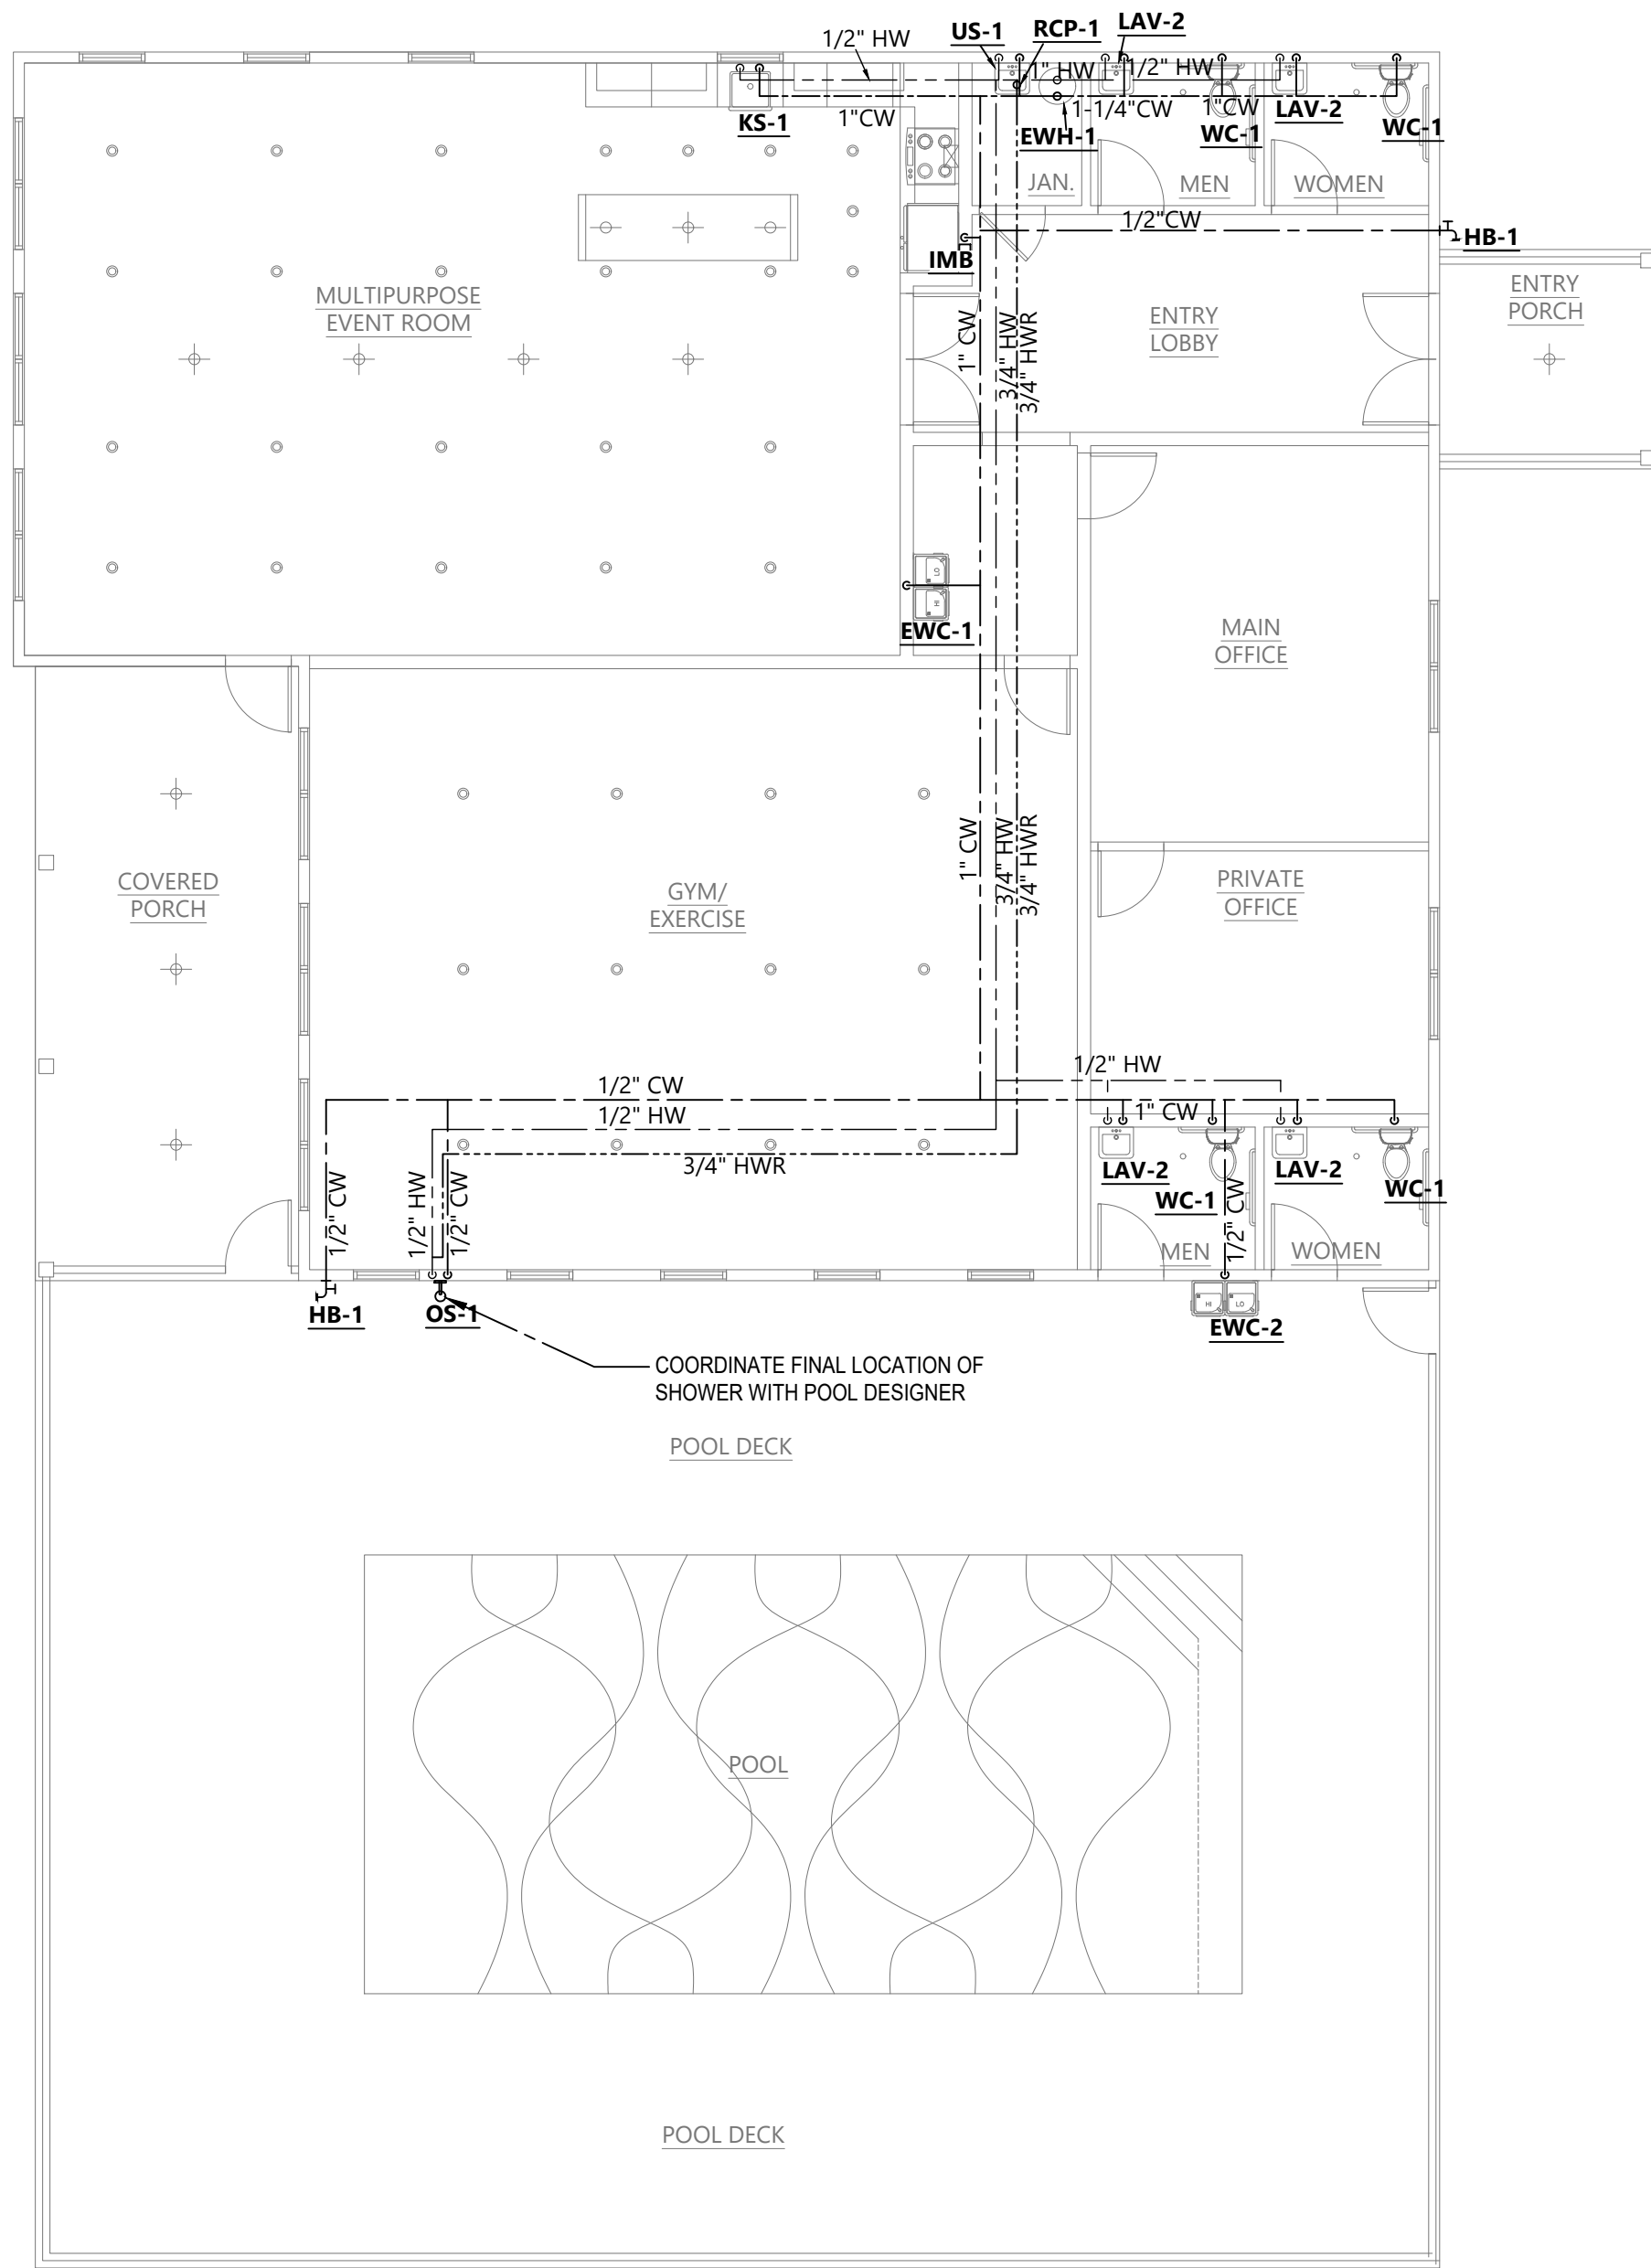 US-1
RCP-1
LAV-2
1/2" HW
1" HW
1/2" HW
KS-1
1"CW
EWH-1
1-1/4"CW
1"CW
WC-1
LAV-2
WC-1
JAN.
MEN
WOMEN
1/2"CW
HB-1
IMB
MULTIPURPOSE
EVENT ROOM
ENTRY
LOBBY
ENTRY
PORCH
1" CW
3/4" HW
3/4" HWR
LO
HI
EWC-1
MAIN
OFFICE
COVERED
PORCH
GYM/
EXERCISE
1" CW
3/4" HW
3/4" HWR
PRIVATE
OFFICE
1/2" HW
1/2" CW
1/2" HW
1" CW
3/4" HWR
LAV-2
WC-1
LAV-2
WC-1
1/2" CW
1/2" HW
1/2" CW
1/2" CW
MEN
WOMEN
HI
LO
HB-1
OS-1
EWC-2
COORDINATE FINAL LOCATION OF
SHOWER WITH POOL DESIGNER
POOL DECK
POOL
POOL DECK